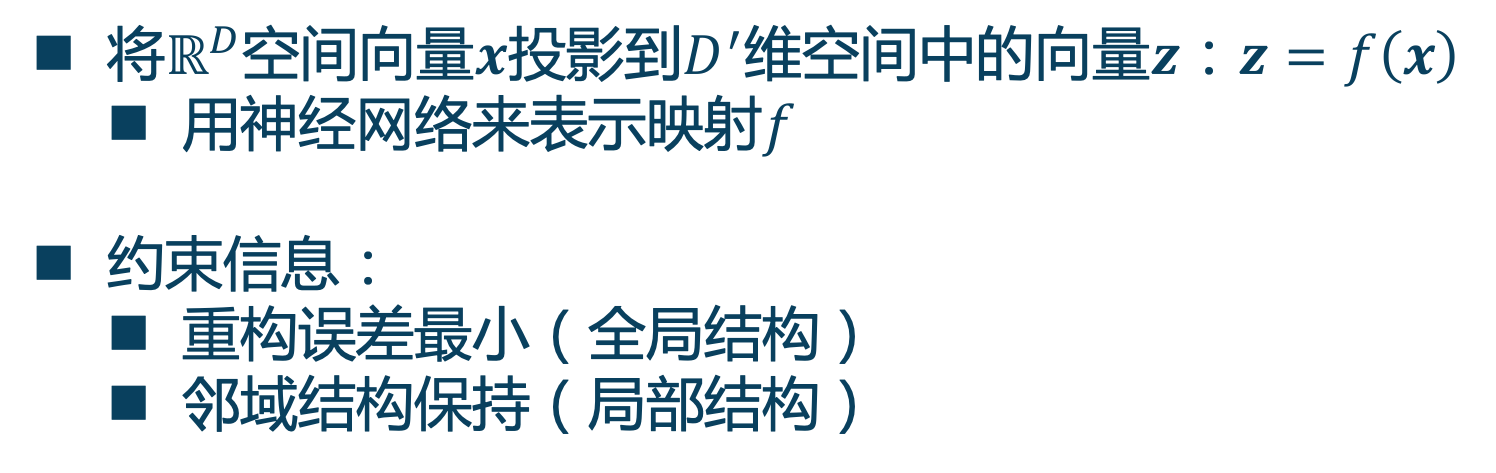 ■ 将ℝ^D空间向量x投影到D′维空间中的向量z：z = f(x)
■ 用神经网络来表示映射f
■ 约束信息：
■ 重构误差最小（全局结构）
■ 邻域结构保持（局部结构）